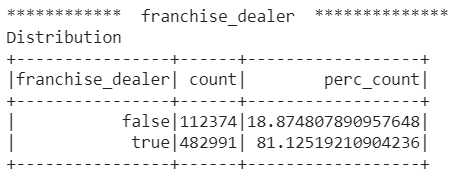 ************  franchise_dealer  **************
Distribution
+----------------+------+------------------+
|franchise_dealer| count|        perc_count|
+----------------+------+------------------+
|           false|112374|18.874807890957648|
|            true|482991| 81.12519210904236|
+----------------+------+------------------+